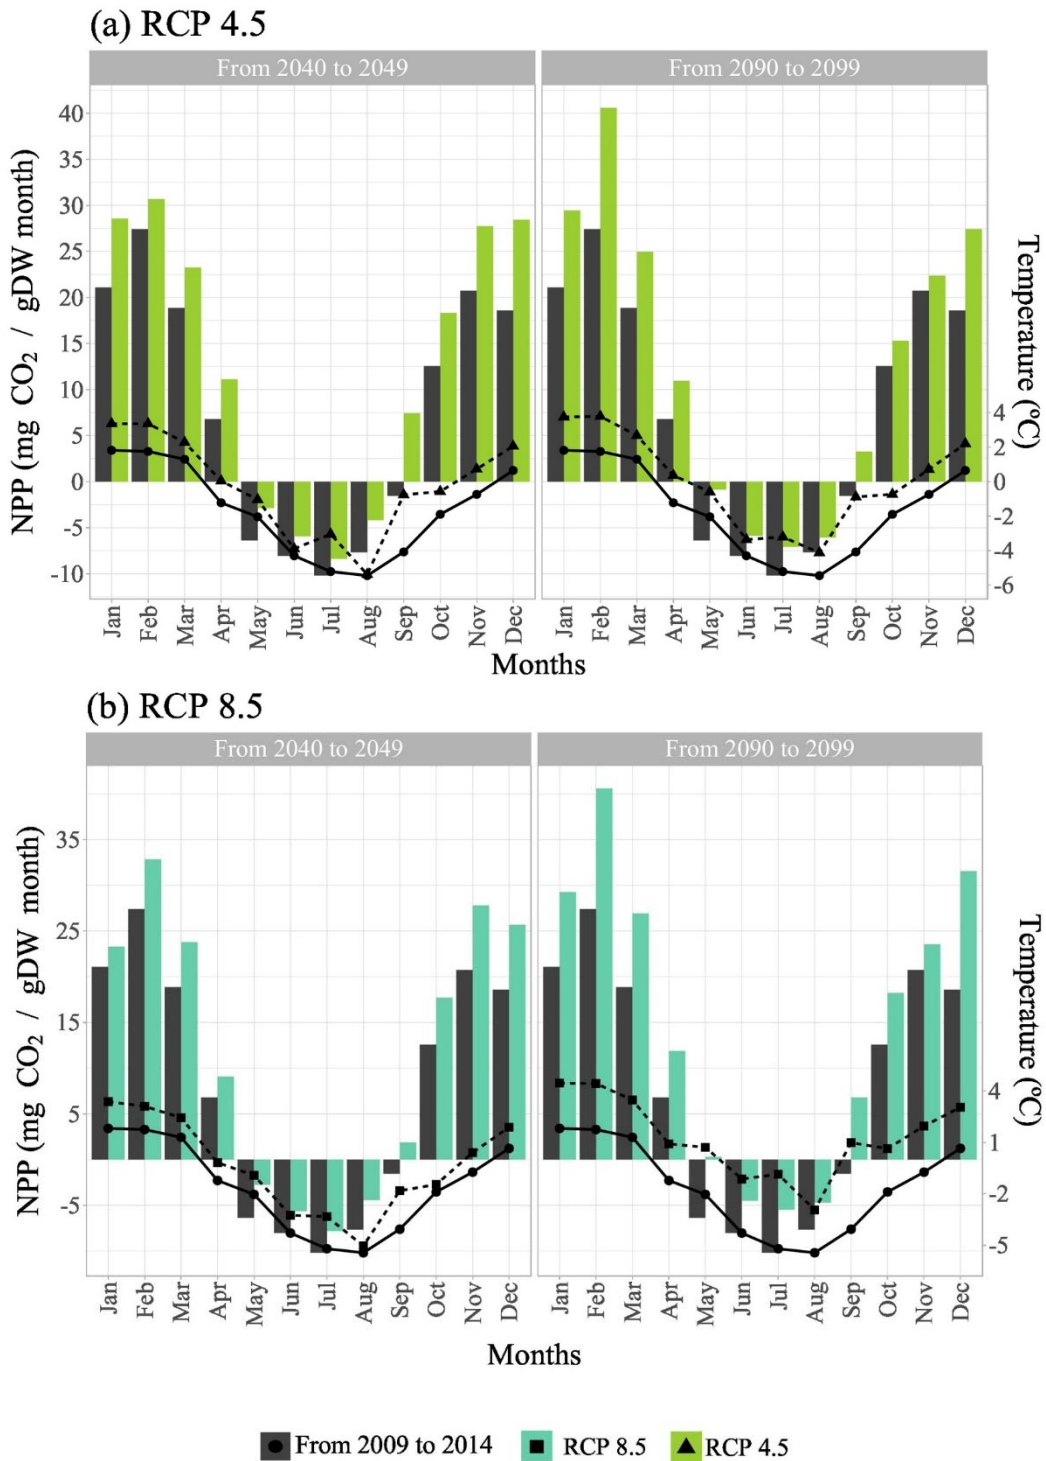 (a) RCP 4.5
From 2040 to 2049
From 2090 to 2099
NPP (mg CO₂ / gDW month)
40
35
30
25
20
15
10
5
0
-5
-10
Temperature (ºC)
4
2
0
-2
-4
-6
Jan Feb Mar Apr May Jun Jul Aug Sep Oct Nov Dec
Jan Feb Mar Apr May Jun Jul Aug Sep Oct Nov Dec
Months
(b) RCP 8.5
From 2040 to 2049
From 2090 to 2099
NPP (mg CO₂ / gDW month)
35
25
15
5
-5
Temperature (ºC)
4
1
-2
-5
Jan Feb Mar Apr May Jun Jul Aug Sep Oct Nov Dec
Jan Feb Mar Apr May Jun Jul Aug Sep Oct Nov Dec
Months
From 2009 to 2014 RCP 8.5 RCP 4.5